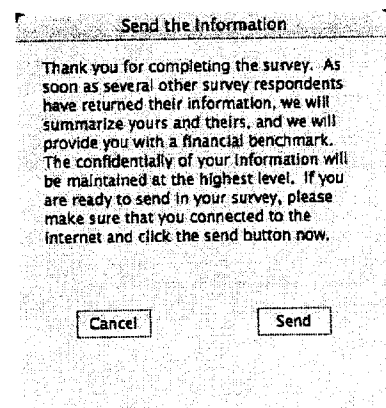 Send the Information
Thank you for completing the survey. As
soon as several other survey respondents
have returned their information, we will
summarize yours and theirs, and we will
provide you with a financial benchmark.
The confidentially of your information will
be maintained at the highest level. If you
are ready to send in your survey, please
make sure that you connected to the
internet and click the send button now.
Cancel Send